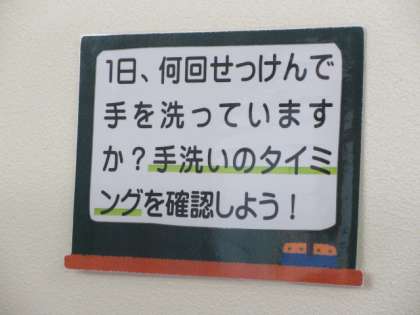 1日、何回せっけんで
手を洗っています
か？手洗いのタイミ
ングを確認しよう！